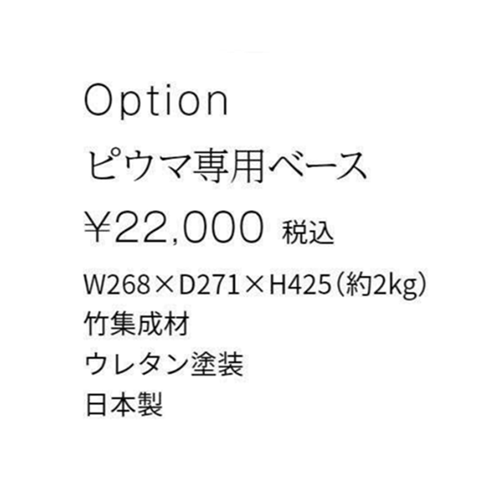 Option
ピウマ専用ベース
¥22,000 税込
W268×D271×H425(約2kg)
竹集成材
ウレタン塗装
日本製